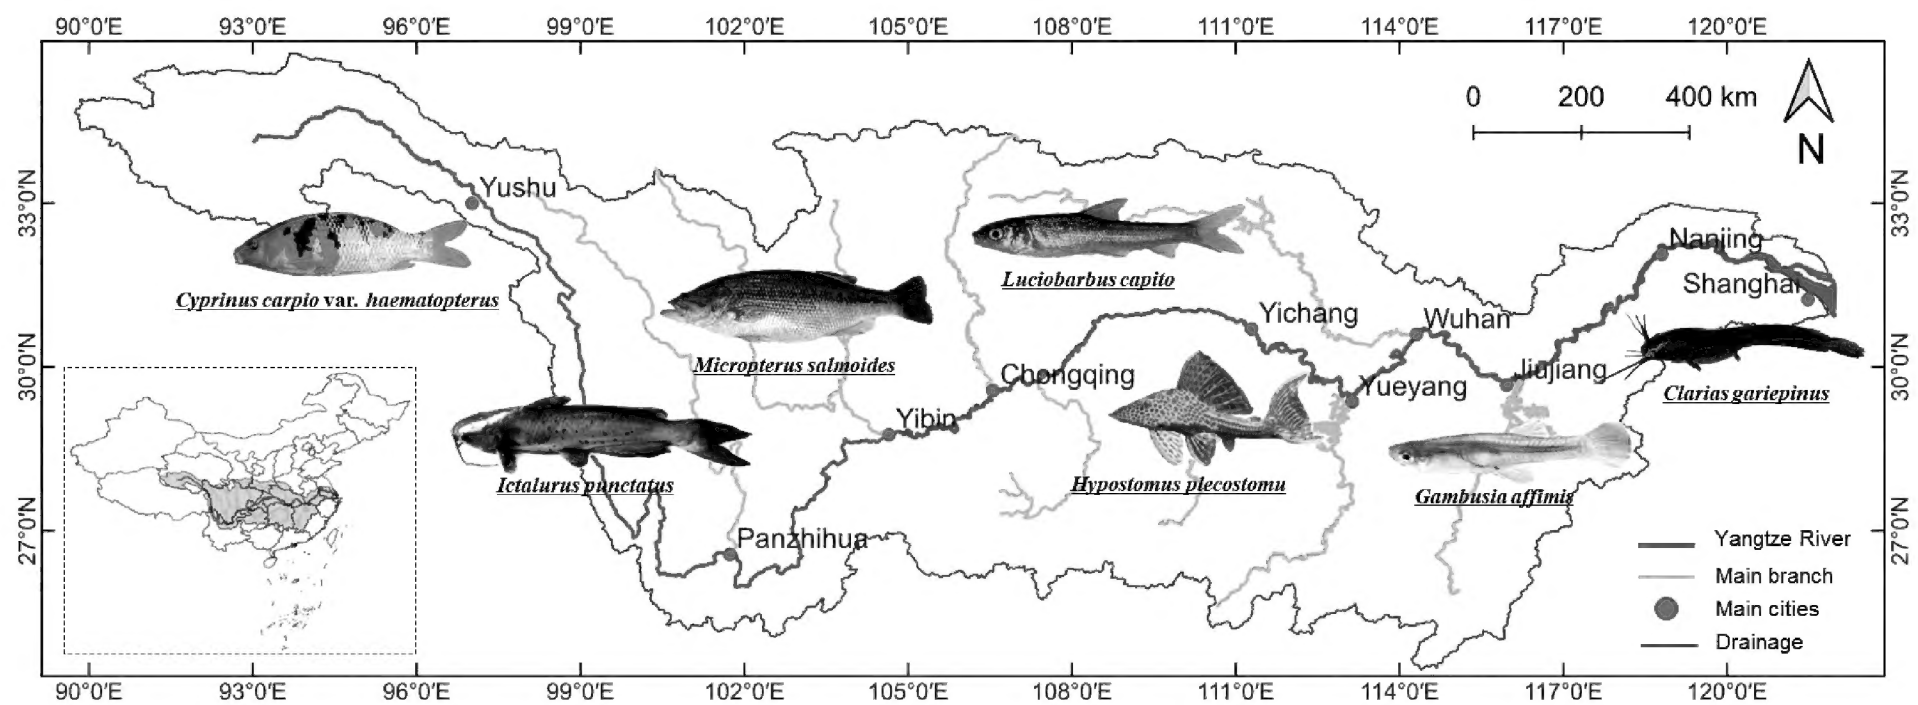 90°0′E 93°0′E 96°0′E 99°0′E 102°0′E 105°0′E 108°0′E 111°0′E 114°0′E 117°0′E 120°0′E
0 200 400 km
N
33°0′N
33°0′N
Yushu
Nanjing
Shanghai
Cyprinus carpio var. haematopterus
Luciobarbus capito
Yichang
Wuhan
Micropterus salmoides
30°0′N
30°0′N
Chongqing
Jiujiang
Yueyang
Clarias gariepinus
Yibin
Ictalurus punctatus
Hypostomus plecostomu
Gambusia affimis
27°0′N
27°0′N
Panzhihua
Yangtze River
Main branch
Main cities
Drainage
90°0′E 93°0′E 96°0′E 99°0′E 102°0′E 105°0′E 108°0′E 111°0′E 114°0′E 117°0′E 120°0′E